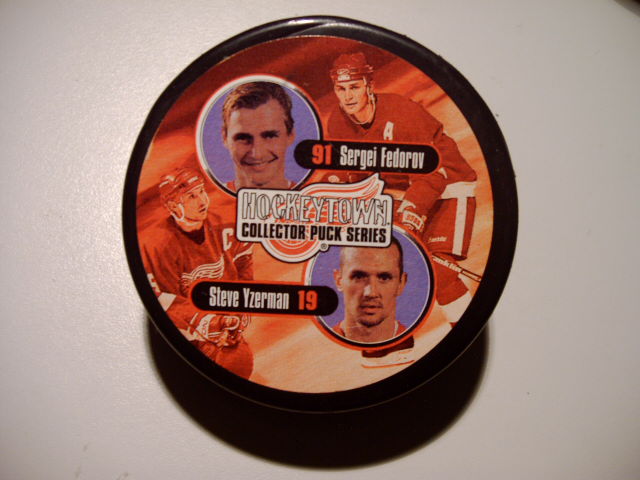 91 Sergei Fedorov
A
HOCKEYTOWN
COLLECTOR PUCK SERIES
®
C
Steve Yzerman 19